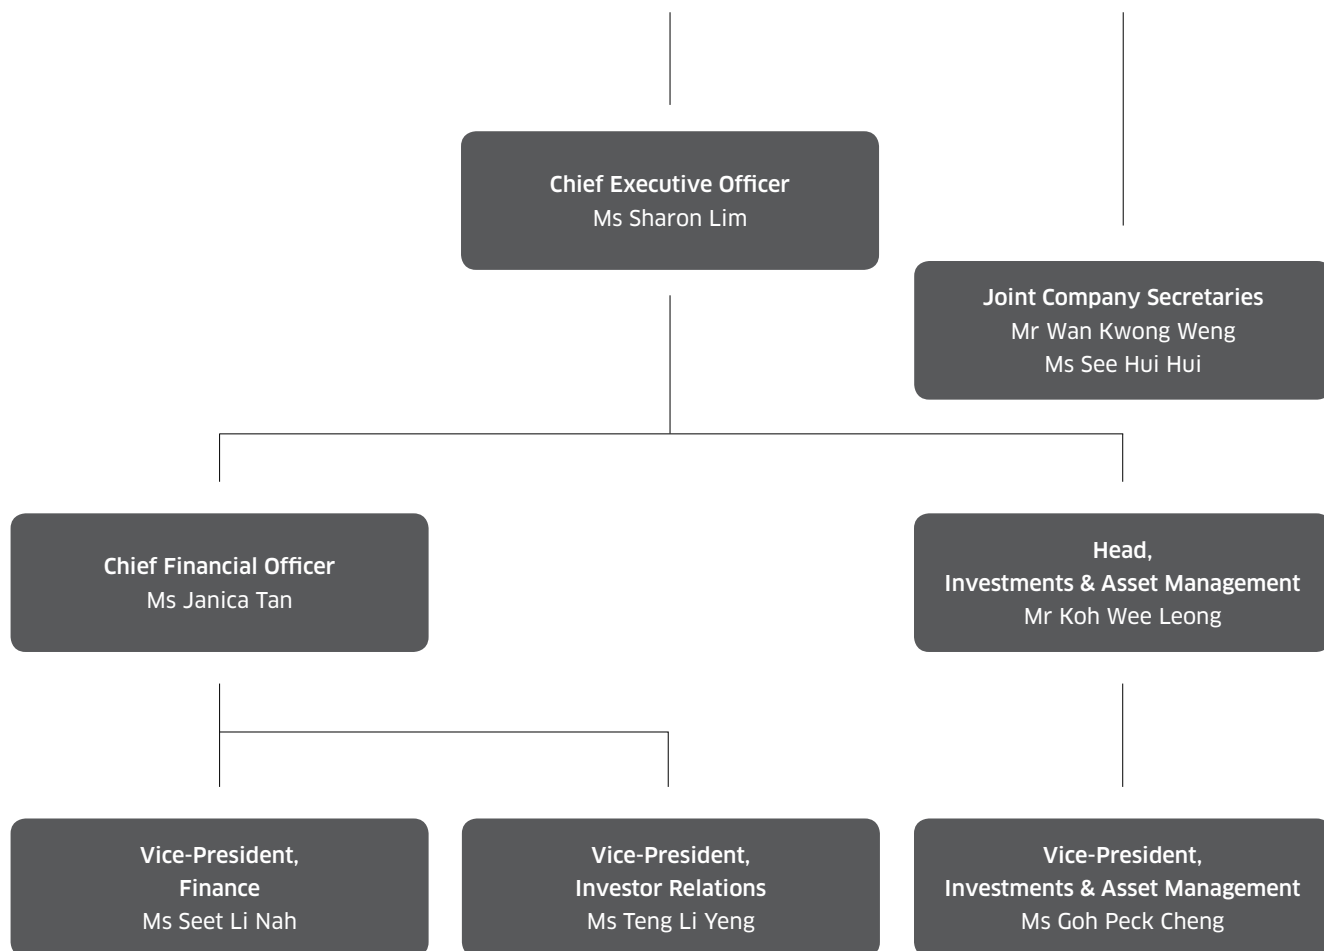 Chief Executive Officer
Ms Sharon Lim
Joint Company Secretaries
Mr Wan Kwong Weng
Ms See Hui Hui
Chief Financial Officer
Ms Janica Tan
Head,
Investments & Asset Management
Mr Koh Wee Leong
Vice-President,
Finance
Ms Seet Li Nah
Vice-President,
Investor Relations
Ms Teng Li Yeng
Vice-President,
Investments & Asset Management
Ms Goh Peck Cheng